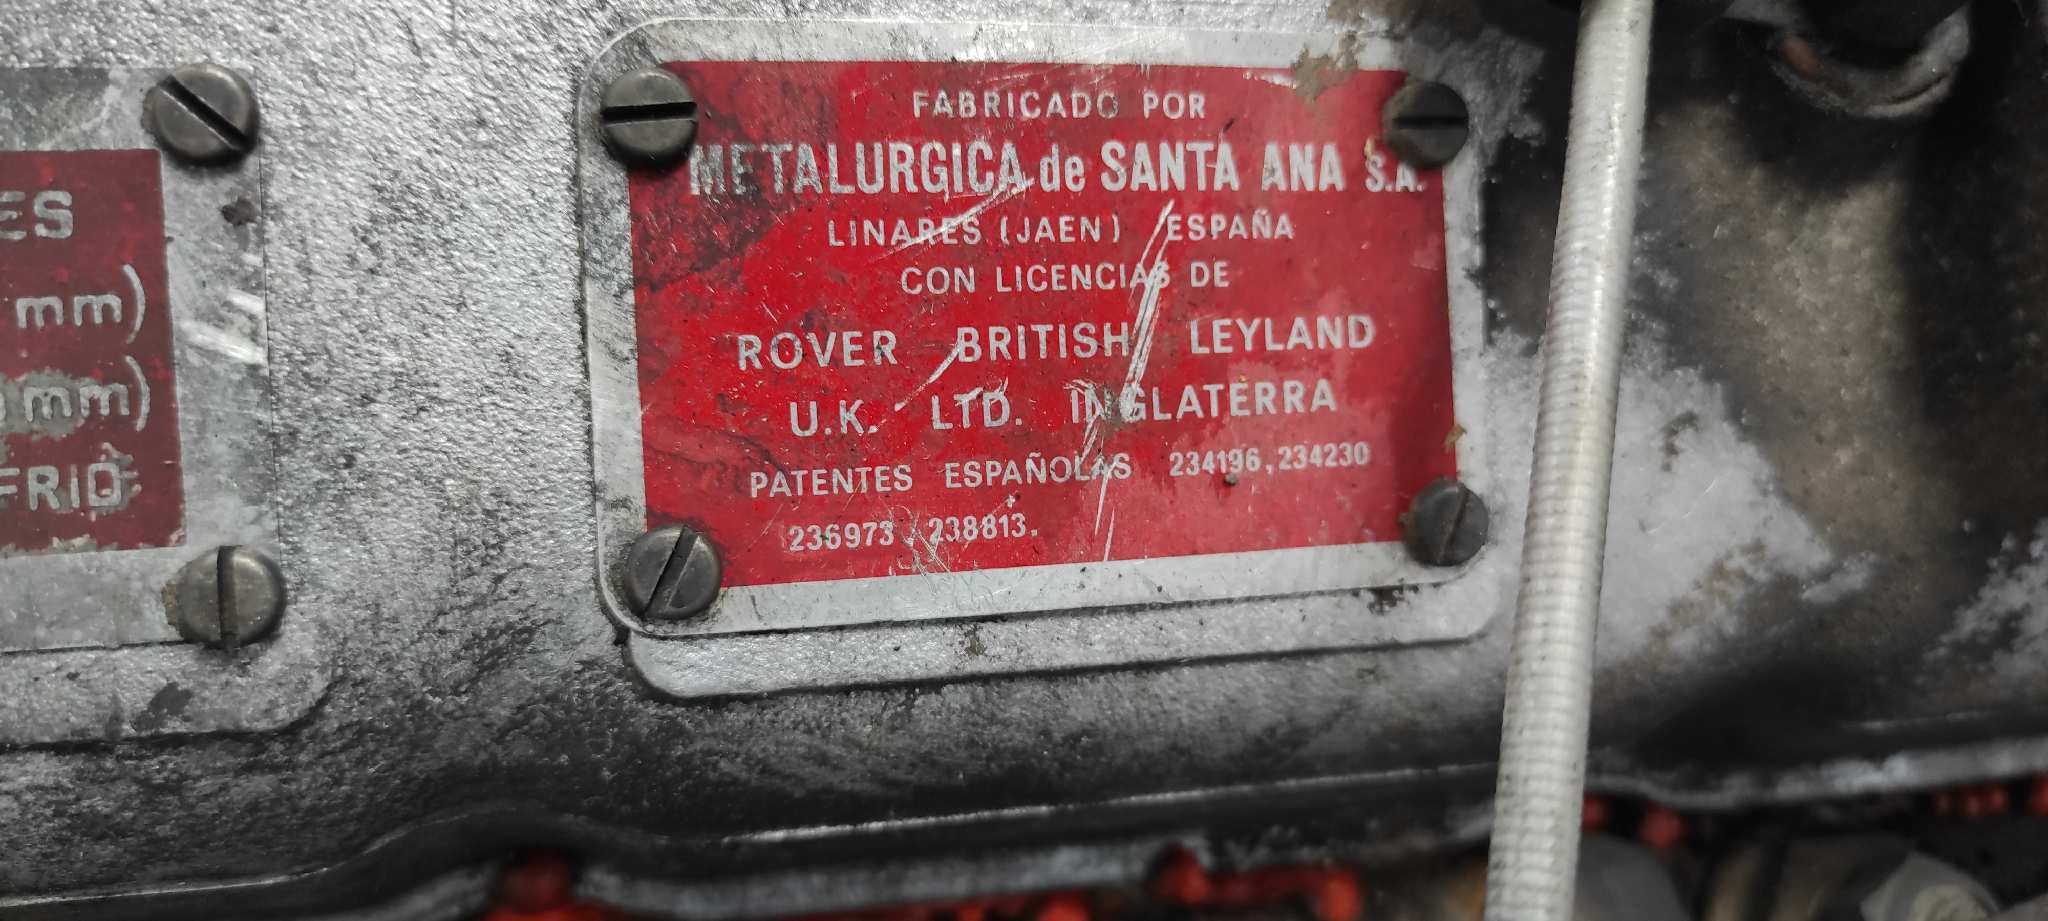 ES
mm)
mm)
FRIO
FABRICADO POR
METALURGICA de SANTA ANA S.A.
LINARES (JAEN) ESPAÑA
CON LICENCIAS DE
ROVER BRITISH LEYLAND
U.K. LTD. INGLATERRA
PATENTES ESPAÑOLAS 234196, 234230
236973, 238813.